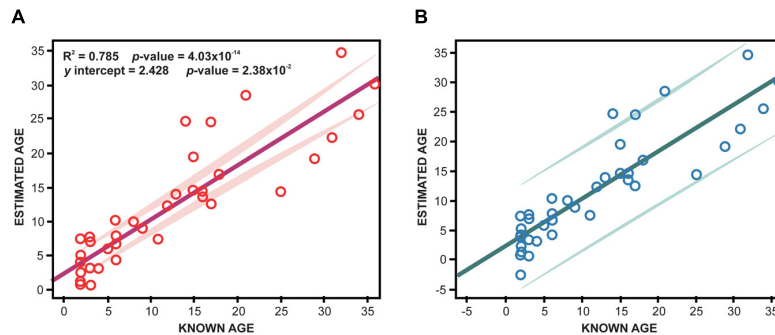 A
R² = 0.785 p-value = 4.03x10⁻¹⁴
y intercept = 2.428 p-value = 2.38x10⁻²
ESTIMATED AGE
35
30
25
20
15
10
5
0
0 5 10 15 20 25 30 35
KNOWN AGE
B
ESTIMATED AGE
35
30
25
20
15
10
5
0
-5
-5 0 5 10 15 20 25 30 35
KNOWN AGE